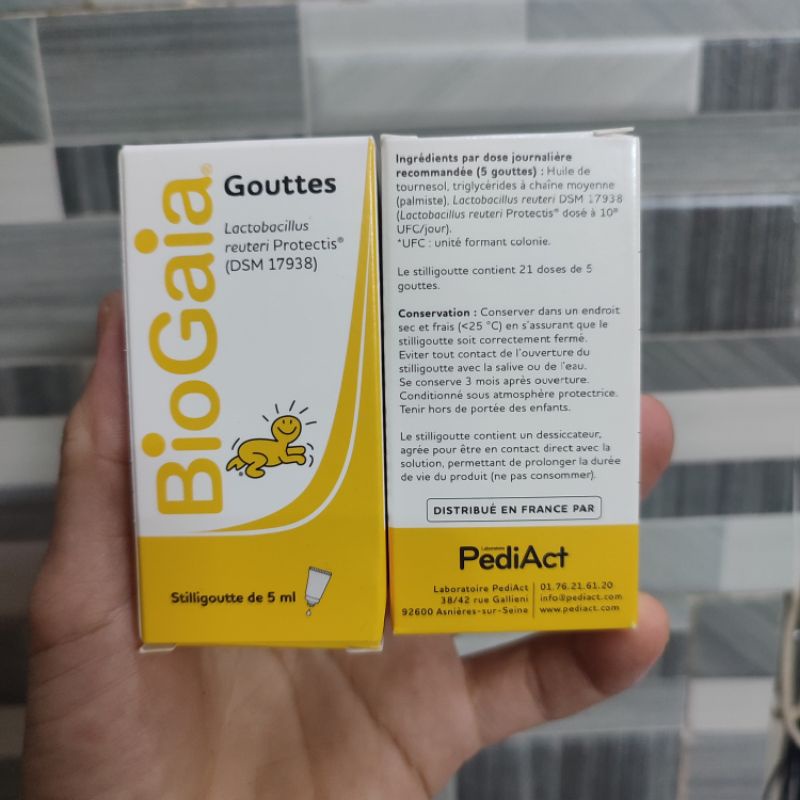 BioGaia®
Gouttes
Lactobacillus
reuteri Protectis®
(DSM 17938)
Stilligoutte de 5 ml
Ingrédients par dose journalière
recommandée (5 gouttes) : Huile de
tournesol, triglycérides à chaîne moyenne
(palmiste), Lactobacillus reuteri DSM 17938
(Lactobacillus reuteri Protectis® dosé à 10⁸
UFC/jour).
*UFC : unité formant colonie.
Le stilligoutte contient 21 doses de 5
gouttes.
Conservation : Conserver dans un endroit
sec et frais (<25 °C) en s'assurant que le
stilligoutte soit correctement fermé.
Eviter tout contact de l'ouverture du
stilligoutte avec la salive ou de l'eau.
Se conserve 3 mois après ouverture.
Conditionné sous atmosphère protectrice.
Tenir hors de portée des enfants.
Le stilligoutte contient un dessiccateur,
agrée pour être en contact direct avec la
solution, permettant de prolonger la durée
de vie du produit (ne pas consommer).
DISTRIBUÉ EN FRANCE PAR
Laboratoire
PediAct
Laboratoire PediAct | 01.76.21.61.20
38/42 rue Gallieni | info@pediact.com
92600 Asnières-sur-Seine | www.pediact.com